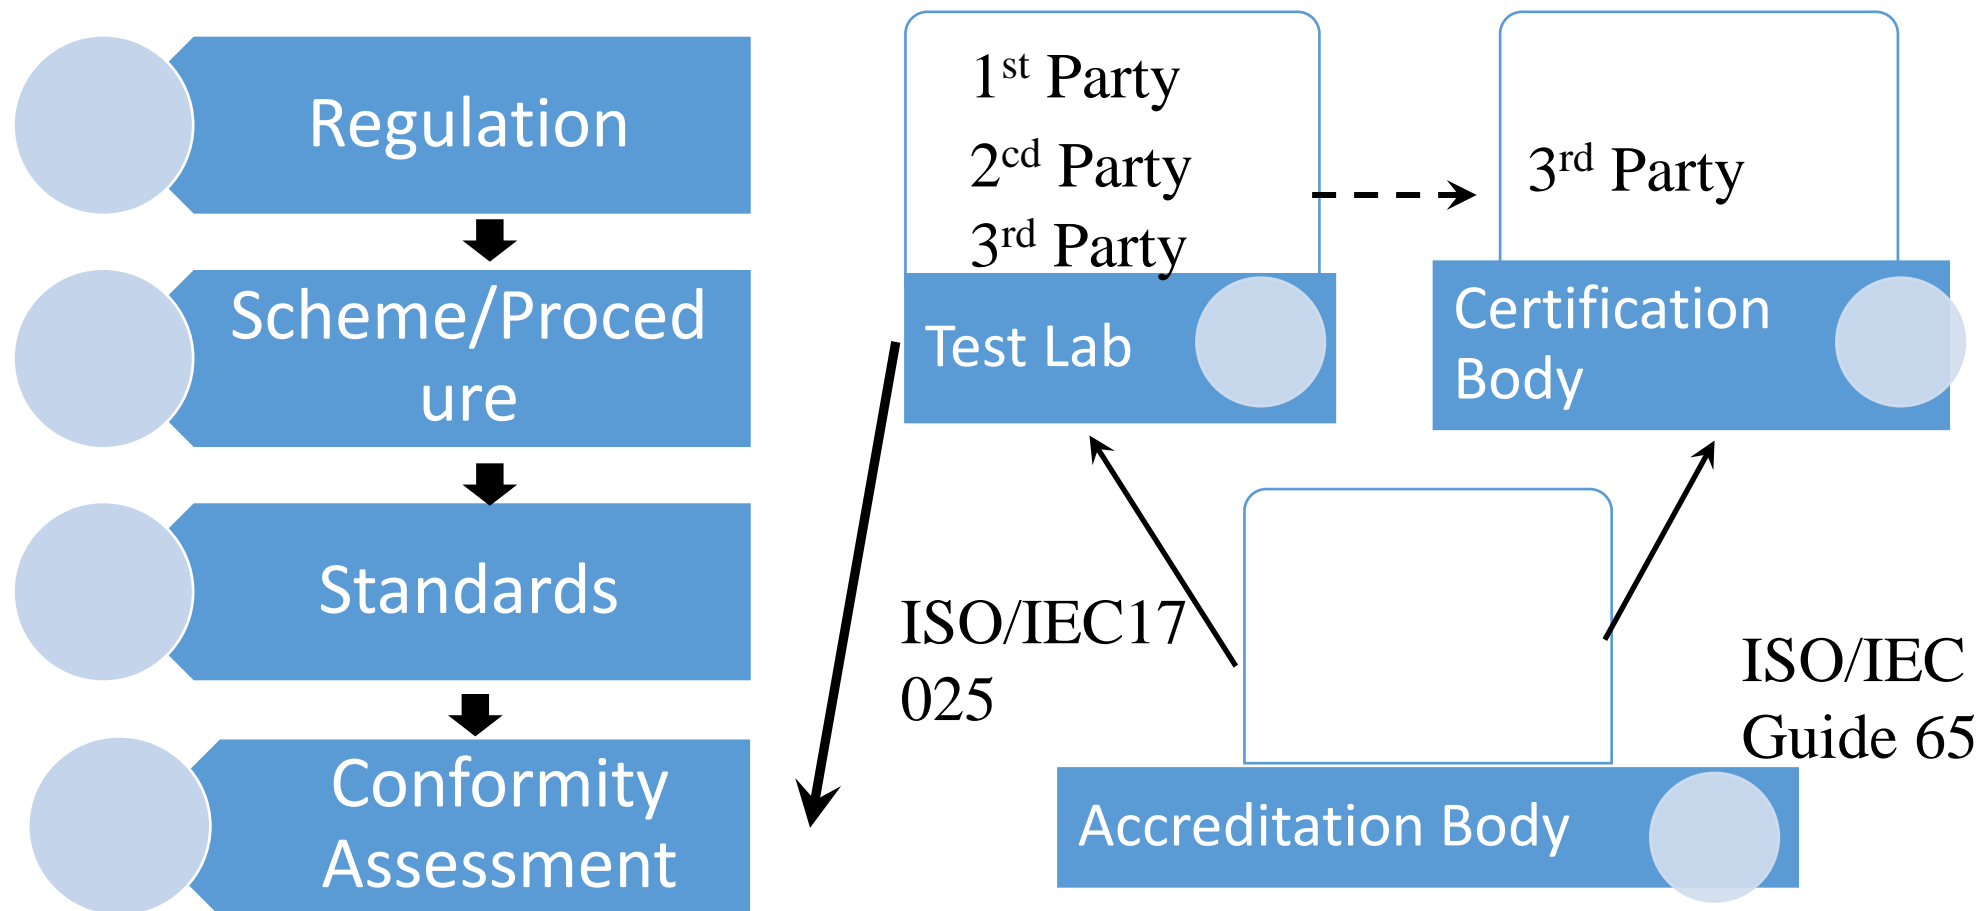 Regulation
Scheme/Proced
ure
Standards
Conformity
Assessment
1st Party
2cd Party
3rd Party
Test Lab
3rd Party
Certification
Body
ISO/IEC17
025
ISO/IEC
Guide 65
Accreditation Body